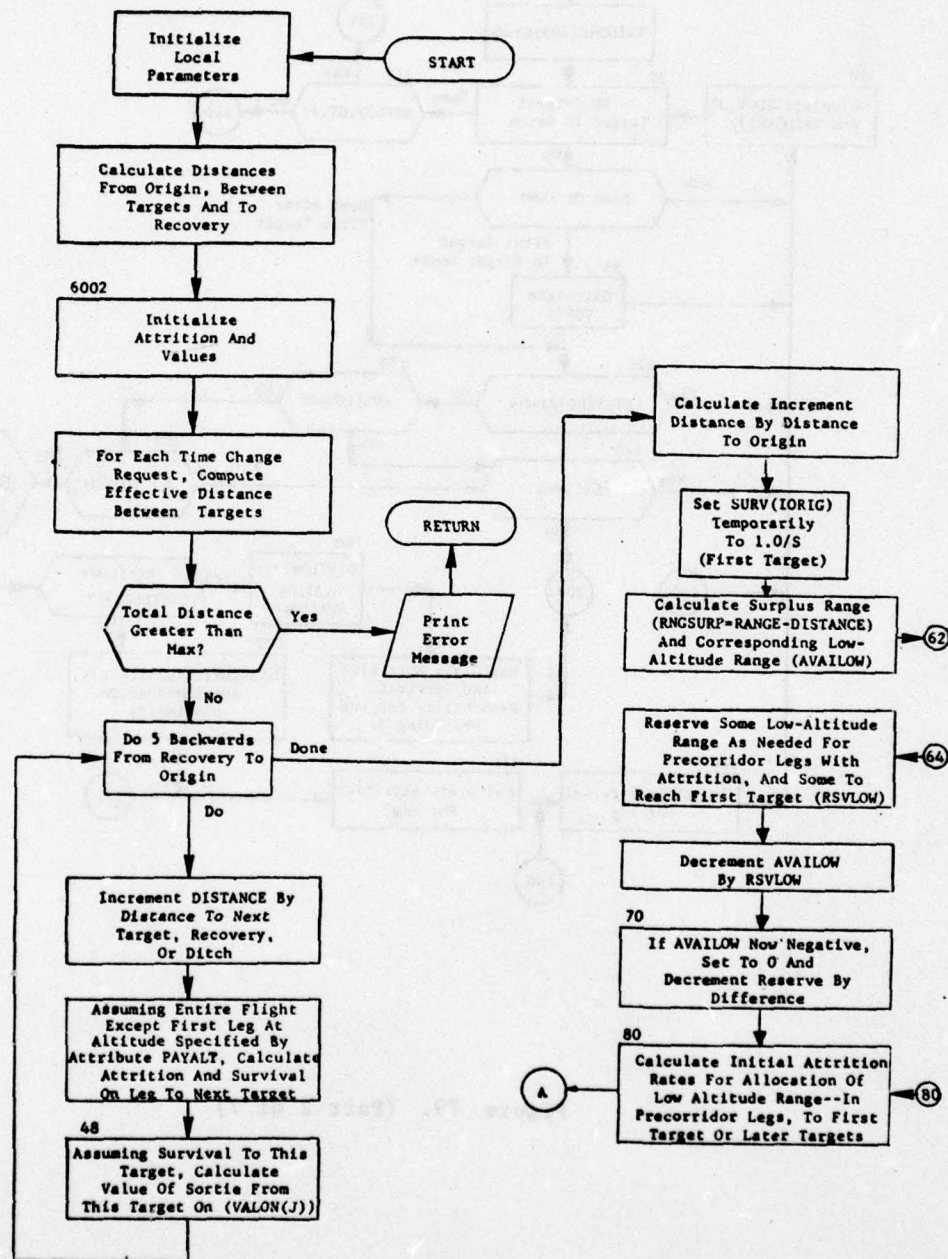 START
Initialize
Local
Parameters
Calculate Distances
From Origin, Between
Targets And To
Recovery
6002
Initialize
Attrition And
Values
For Each Time Change
Request, Compute
Effective Distance
Between Targets
Total Distance
Greater Than
Max?
Yes
Print
Error
Message
RETURN
No
Do 5 Backwards
From Recovery To
Origin
Done
Do
Increment DISTANCE By
Distance To Next
Target, Recovery,
Or Ditch
Assuming Entire Flight
Except First Leg At
Altitude Specified By
Attribute PAYALT, Calculate
Attrition And Survival
On Leg To Next Target
48
Assuming Survival To This
Target, Calculate
Value Of Sortie From
This Target On (VALON(J))
Calculate Increment
Distance By Distance
To Origin
Set SURV(IORIG)
Temporarily
To 1.0/S
(First Target)
Calculate Surplus Range
(RNGSURP=RANGE-DISTANCE)
And Corresponding Low-
Altitude Range (AVAILOW)
62
Reserve Some Low-Altitude
Range As Needed For
Precorridor Legs With
Attrition, And Some To
Reach First Target (RSVLOW)
64
Decrement AVAILOW
By RSVLOW
70
If AVAILOW Now Negative,
Set To 0 And
Decrement Reserve By
Difference
80
Calculate Initial Attrition
Rates For Allocation Of
Low Altitude Range--In
Precorridor Legs, To First
Target Or Later Targets
80
A